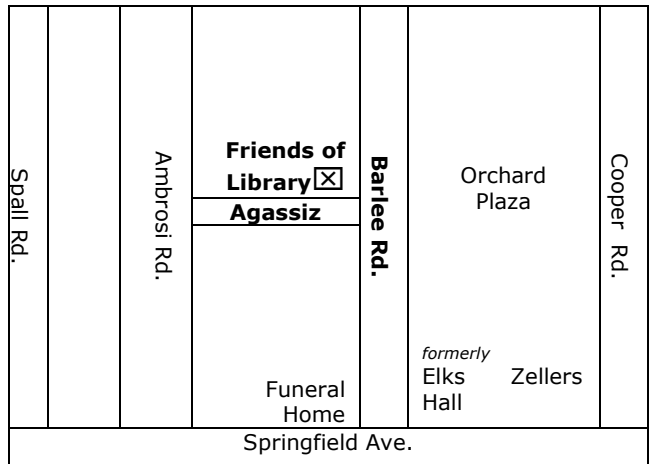 Spall Rd.
Ambrosi Rd.
Friends of
Library
Agassiz
Barlee Rd.
Orchard
Plaza
Cooper Rd.
formerly
Elks Zellers
Hall
Funeral
Home
Springfield Ave.